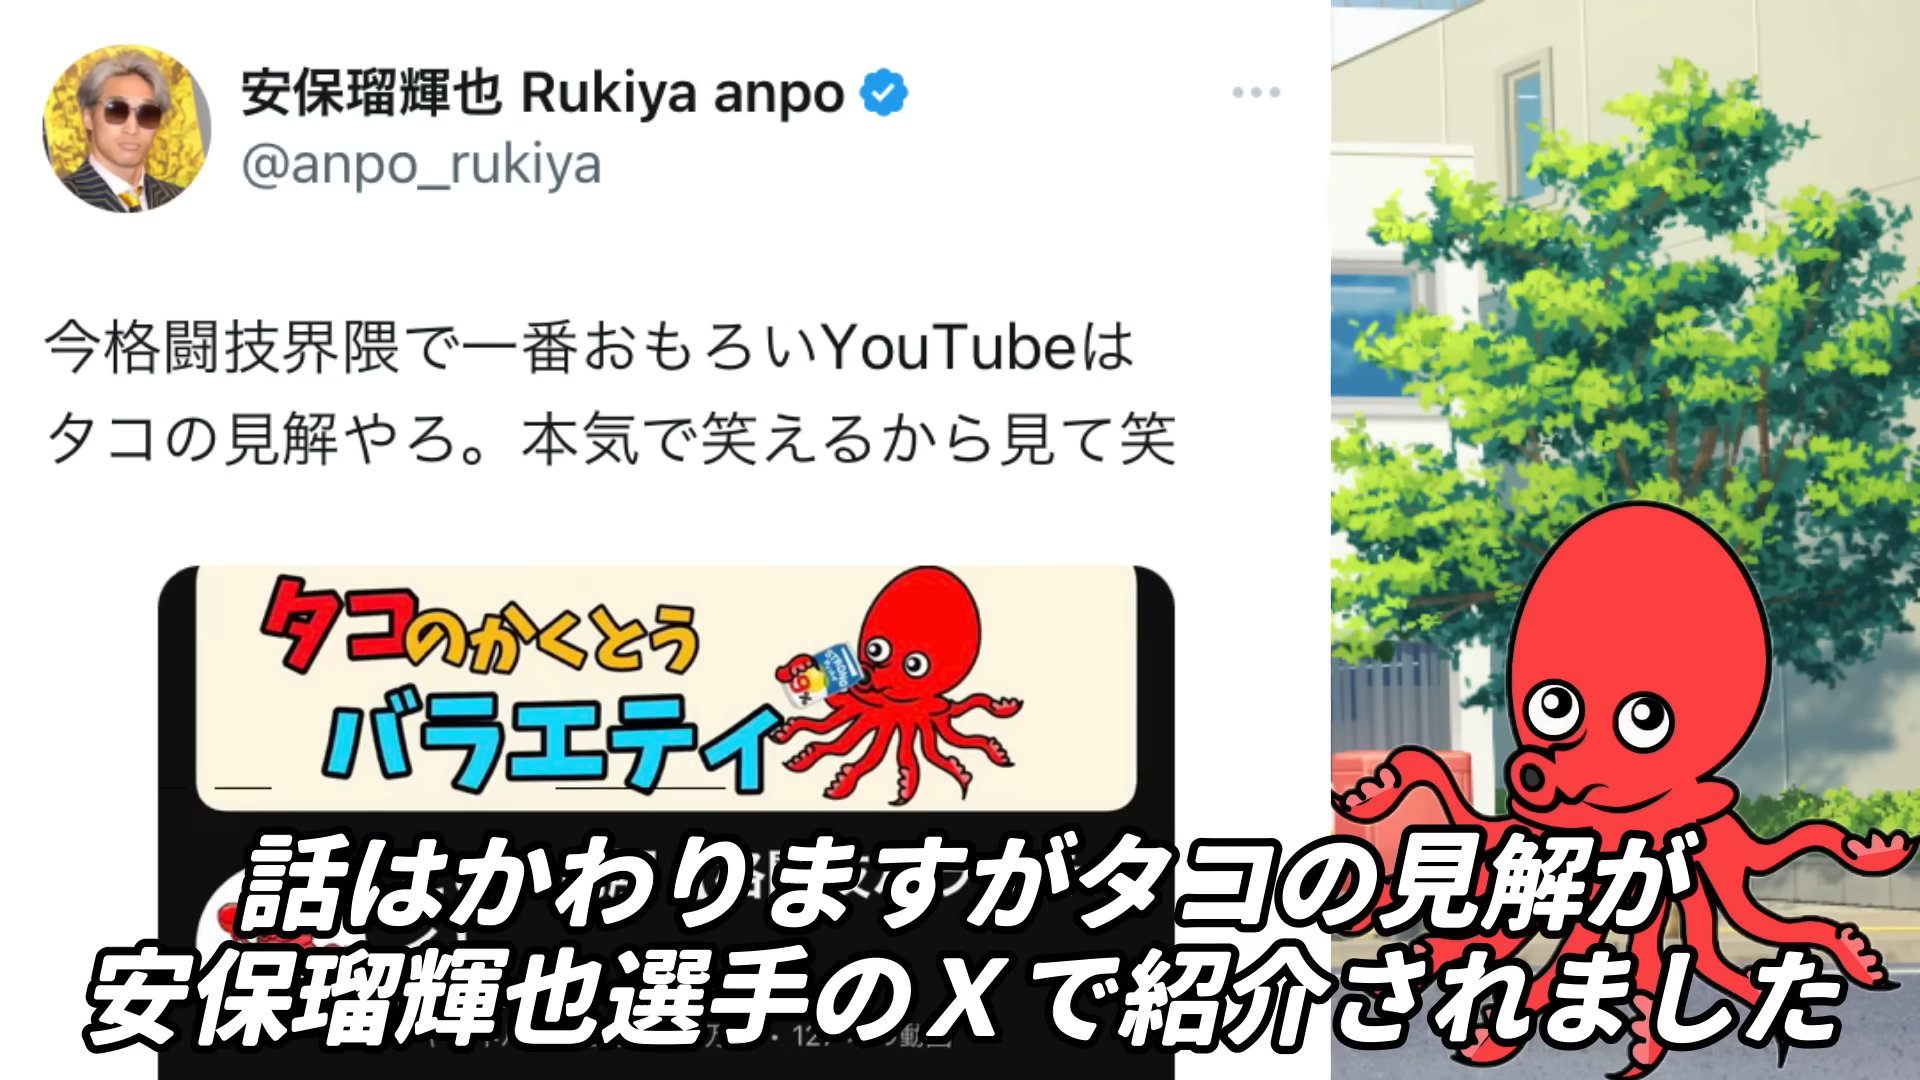 安保瑠輝也 Rukiya anpo
@anpo_rukiya
今格闘技界隈で一番おもろいYouTubeは
タコの見解やろ。本気で笑えるから見て笑
タコのかくとう
バラエティ
STRONG
9%
話はかわりますがタコの見解が
安保瑠輝也選手のXで紹介されました